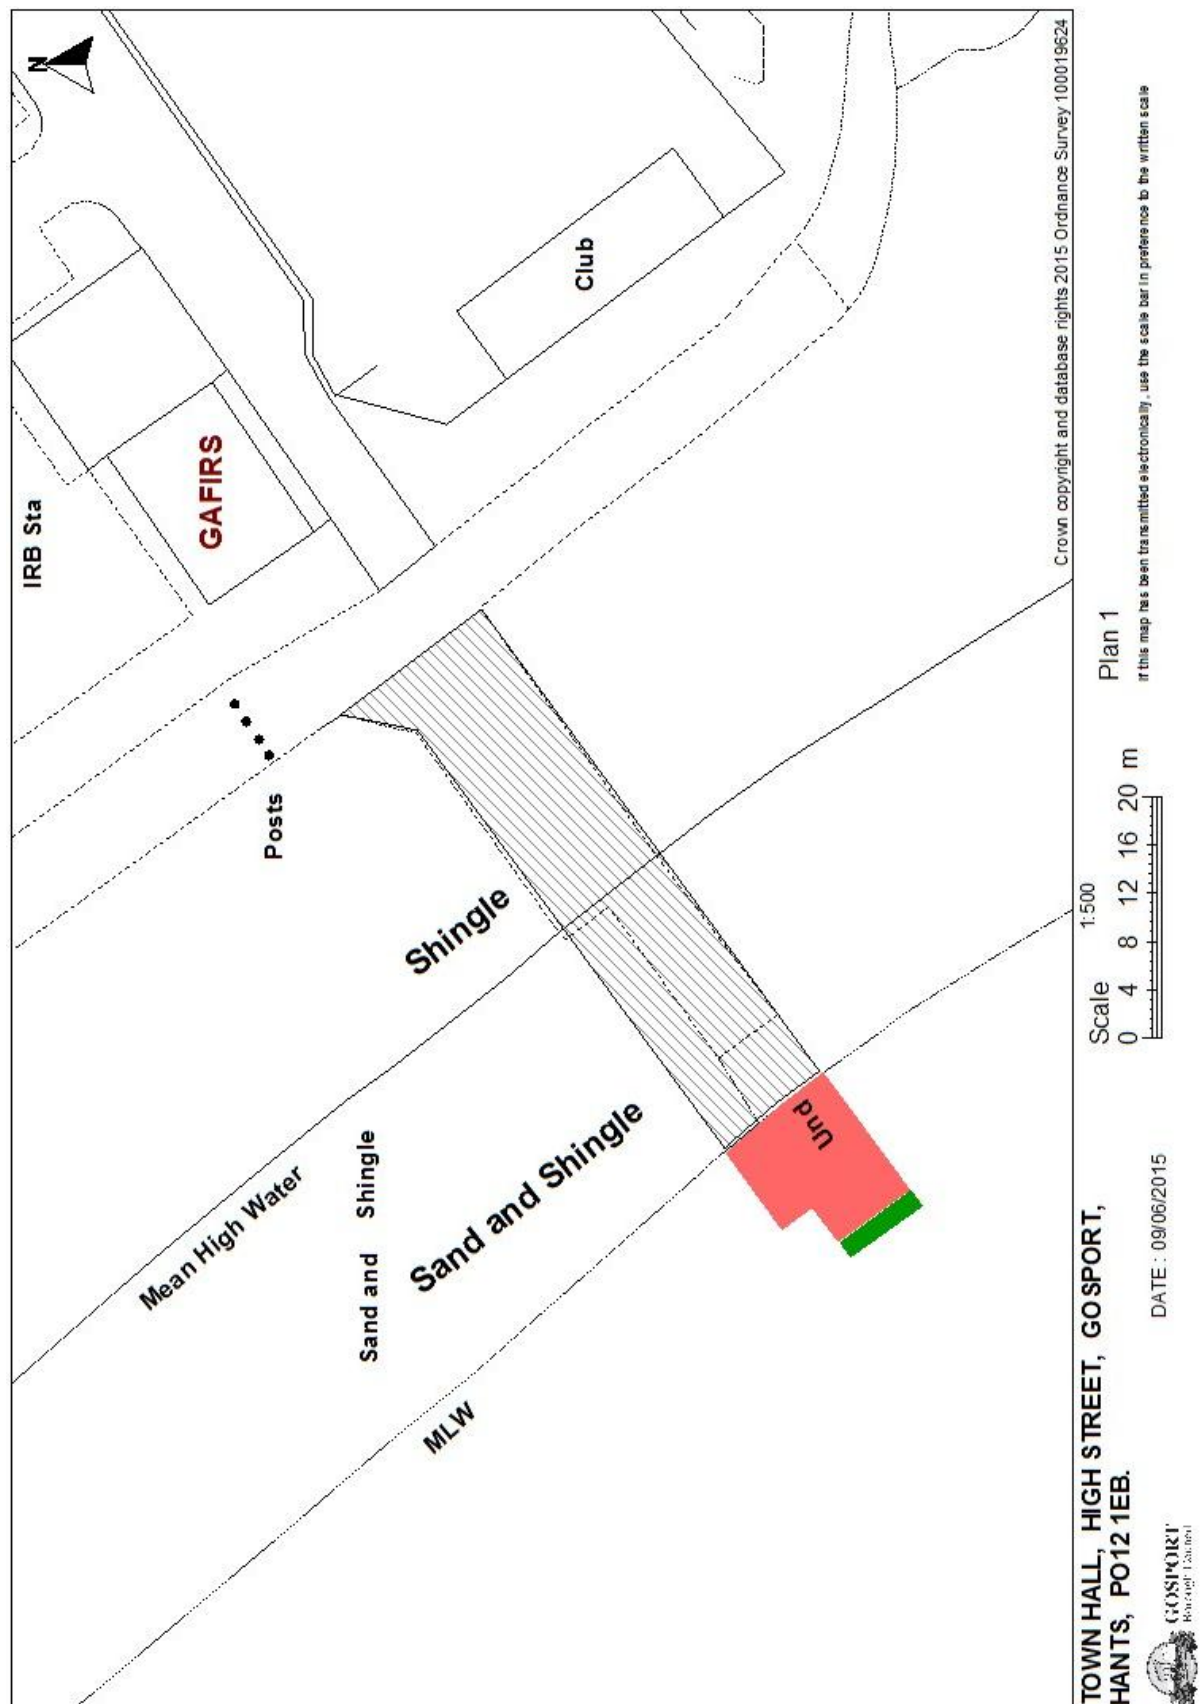 N
IRB Sta
GAFIRS
Club
Posts
Shingle
Mean High Water
Sand and Shingle
Sand and Shingle
MLW
Und
Crown copyright and database rights 2015 Ordnance Survey 100019624
TOWN HALL, HIGH STREET, GOSPORT,
HANTS, PO12 1EB.
Scale 1:500
0 4 8 12 16 20 m
Plan 1
If this map has been transmitted electronically, use the scale bar in preference to the written scale
DATE : 09/06/2015
GOSPORT
Borough Council